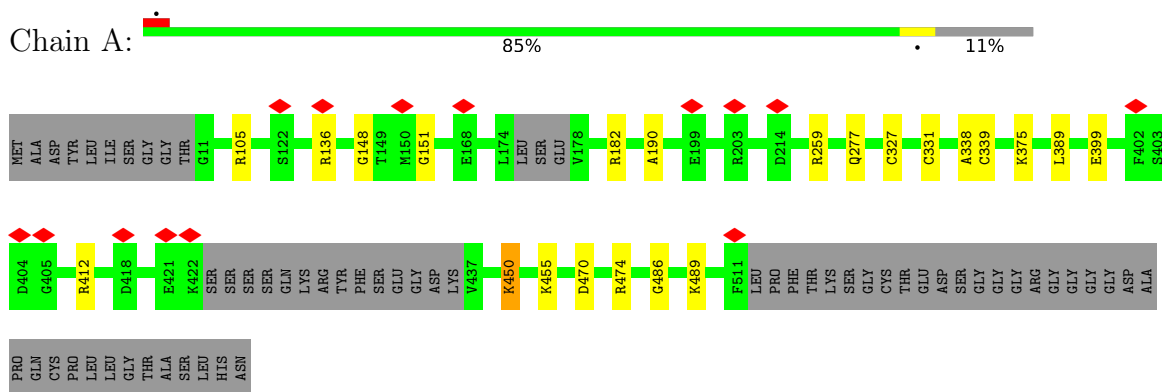 Chain A:
85%
11%
MET ALA ASP TYR LEU ILE SER GLY GLY THR G11 R105 S122 R136 G148 T149 M150 G151 E168 L174 LEU SER GLU V178 R182 A190 E199 R203 D214 R259 Q277 C327 C331 A338 C339 K375 L389 E399 F402 S403
D404 G405 R412 D418 E421 K422 SER SER SER SER GLN LYS ARG TYR PHE SER GLU GLY ASP LYS V437 K450 K455 D470 R474 G486 K489 F511 LEU PRO PHE THR LYS SER GLY CYS THR GLU ASP SER GLY GLY GLY ARG GLY GLY GLY GLY ASP ALA
PRO GLN CYS PRO LEU LEU GLY THR ALA SER LEU HIS ASN